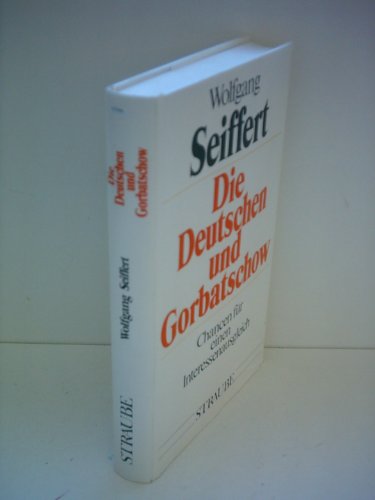 Wolfgang
Seiffert
Die
Deutschen
und
Gorbatschow
Chancen für
einen
Interessenausgleich
STRAUBE
Die
Deutschen
und
Gorbatschow
Wolfgang Seiffert
STRAUBE